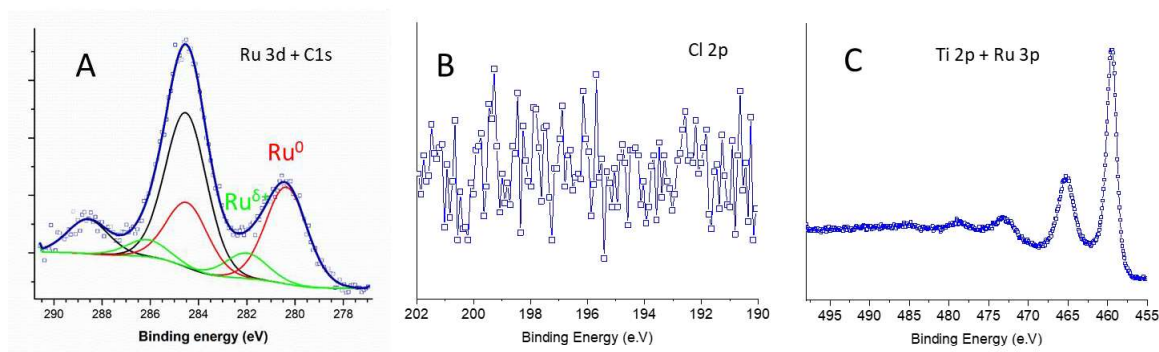 A
Ru 3d + C1s
Ru⁰
Ruᵟ⁺
290 288 286 284 282 280 278
Binding energy (eV)
B
Cl 2p
202 200 198 196 194 192 190
Binding Energy (e.V)
C
Ti 2p + Ru 3p
495 490 485 480 475 470 465 460 455
Binding Energy (e.V)